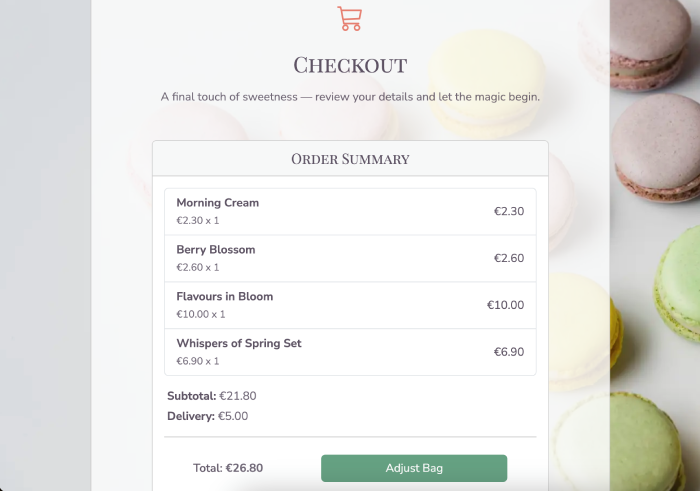 Checkout
A final touch of sweetness — review your details and let the magic begin.
Order Summary
Morning Cream
€2.30 x 1
€2.30
Berry Blossom
€2.60 x 1
€2.60
Flavours in Bloom
€10.00 x 1
€10.00
Whispers of Spring Set
€6.90 x 1
€6.90
Subtotal: €21.80
Delivery: €5.00
Total: €26.80
Adjust Bag